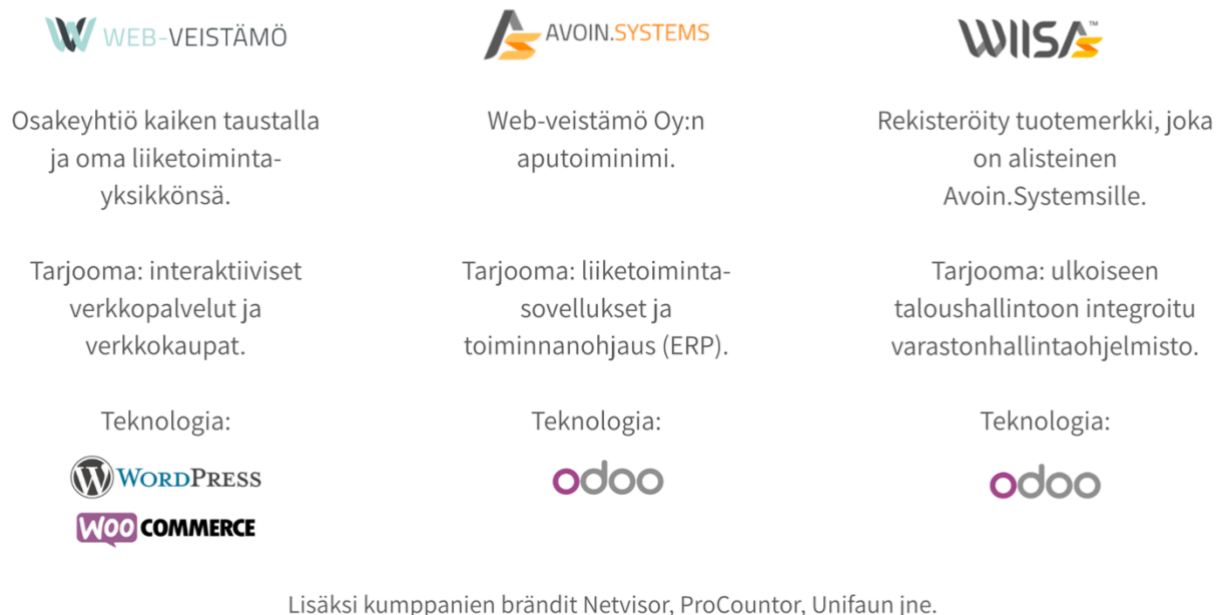 WEB-VEISTÄMÖ
Osakeyhtiö kaiken taustalla
ja oma liiketoiminta-
yksikkönsä.
Tarjooma: interaktiiviset
verkkopalvelut ja
verkkokaupat.
Teknologia:
WORDPRESS
WOO COMMERCE
AVOIN.SYSTEMS
Web-veistämö Oy:n
aputoiminimi.
Tarjooma: liiketoiminta-
sovellukset ja
toiminnanohjaus (ERP).
Teknologia:
odoo
WIISAS™
Rekisteröity tuotemerkki, joka
on alisteinen
Avoin.Systemsille.
Tarjooma: ulkoiseen
taloushallintoon integroitu
varastonhallintaohjelmisto.
Teknologia:
odoo
Lisäksi kumppanien brändit Netvisor, ProCountor, Unifaun jne.